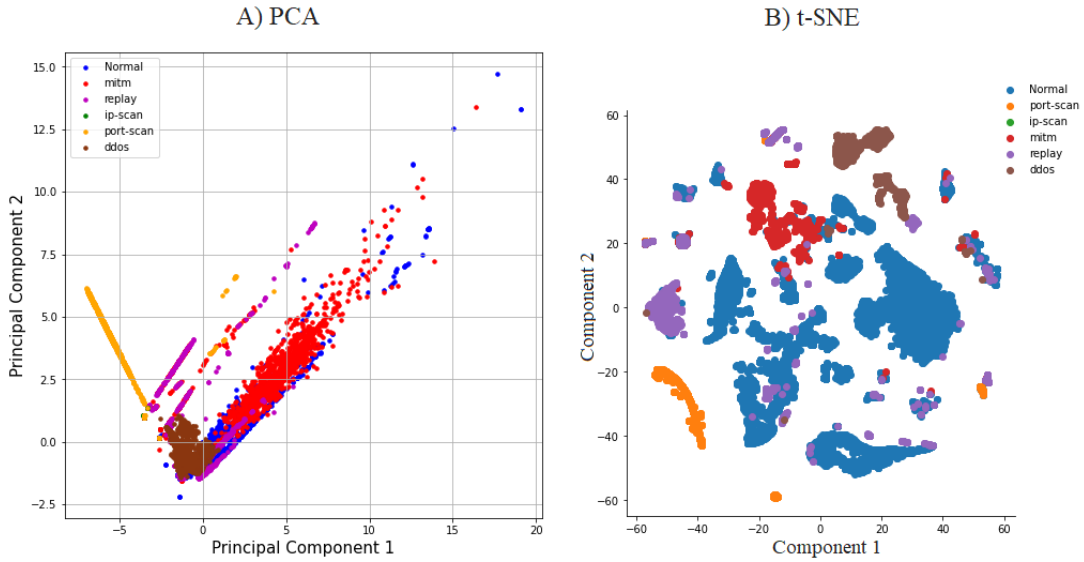 A) PCA
15.0
12.5
10.0
7.5
5.0
2.5
0.0
−2.5
Principal Component 2
Normal
mitm
replay
ip-scan
port-scan
ddos
−5
0
5
10
15
20
Principal Component 1
B) t-SNE
60
40
20
0
−20
−40
−60
Component 2
Normal
port-scan
ip-scan
mitm
replay
ddos
−60
−40
−20
0
20
40
60
Component 1